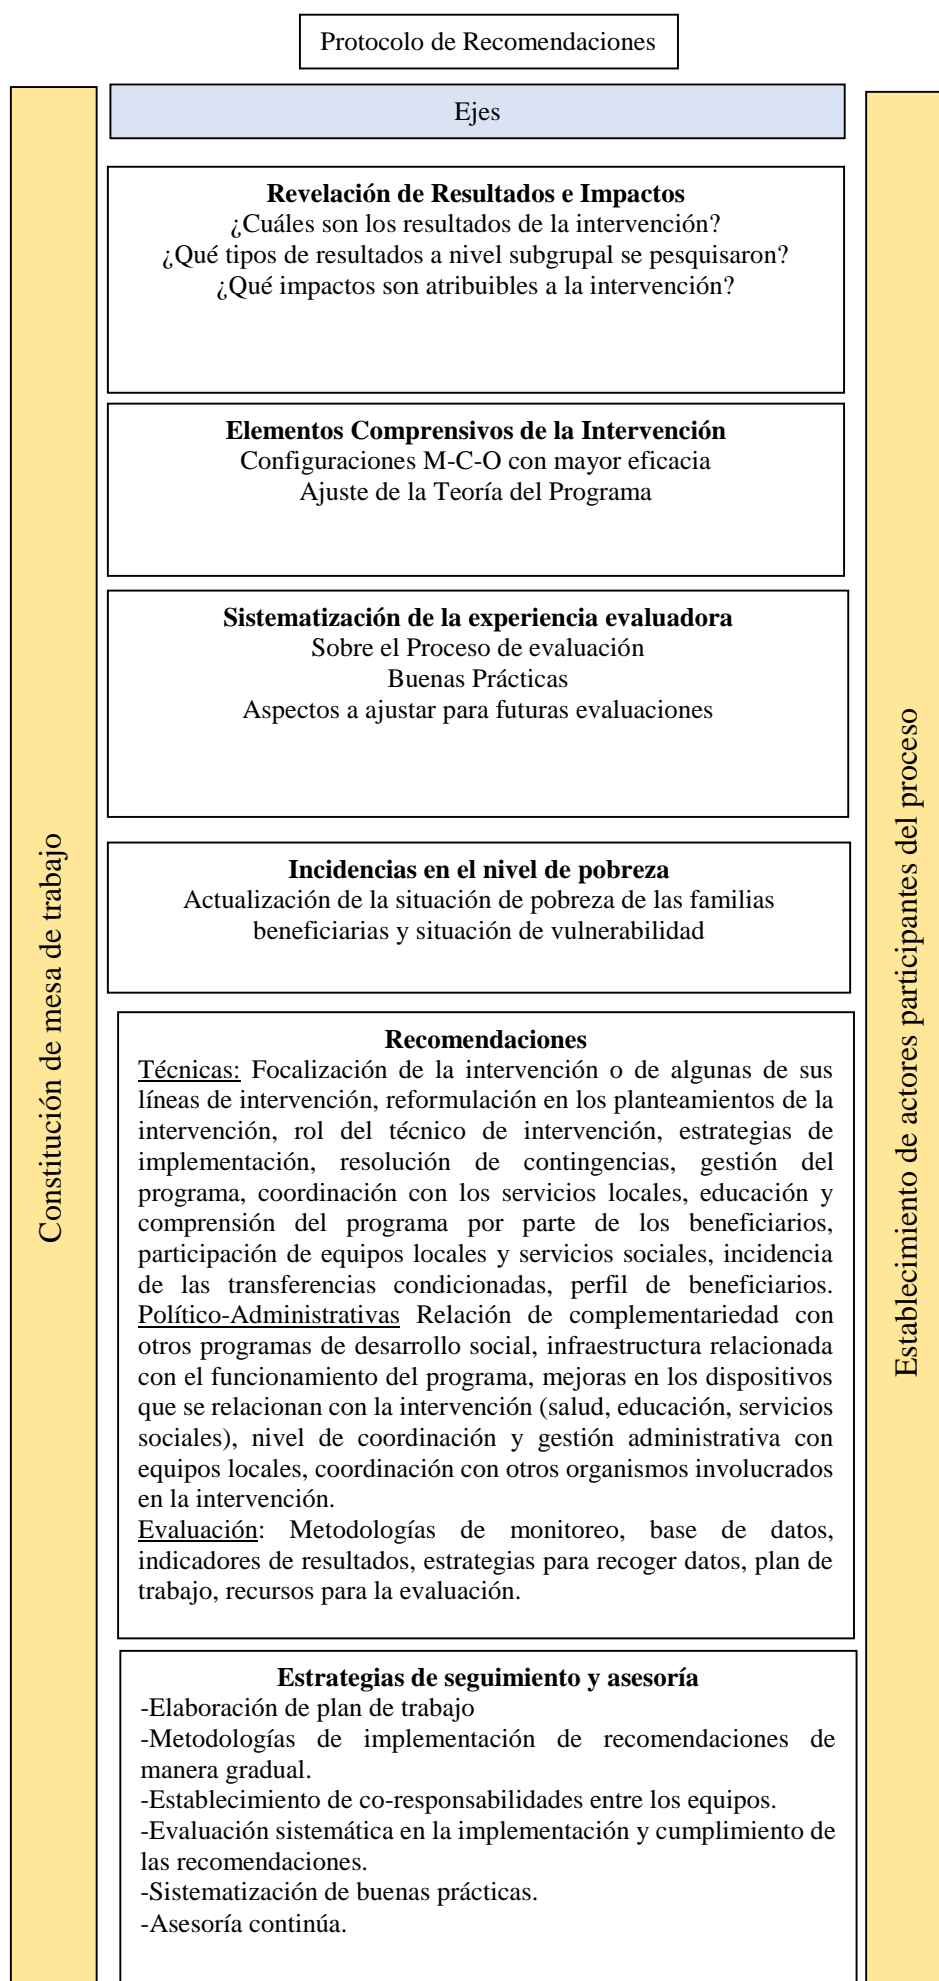 Protocolo de Recomendaciones
Ejes
Constitución de mesa de trabajo
Revelación de Resultados e Impactos
¿Cuáles son los resultados de la intervención?
¿Qué tipos de resultados a nivel subgrupal se pesquisaron?
¿Qué impactos son atribuibles a la intervención?
Elementos Comprensivos de la Intervención
Configuraciones M-C-O con mayor eficacia
Ajuste de la Teoría del Programa
Sistematización de la experiencia evaluadora
Sobre el Proceso de evaluación
Buenas Prácticas
Aspectos a ajustar para futuras evaluaciones
Incidencias en el nivel de pobreza
Actualización de la situación de pobreza de las familias
beneficiarias y situación de vulnerabilidad
Recomendaciones
Técnicas: Focalización de la intervención o de algunas de sus
líneas de intervención, reformulación en los planteamientos de la
intervención, rol del técnico de intervención, estrategias de
implementación, resolución de contingencias, gestión del
programa, coordinación con los servicios locales, educación y
comprensión del programa por parte de los beneficiarios,
participación de equipos locales y servicios sociales, incidencia
de las transferencias condicionadas, perfil de beneficiarios.
Político-Administrativas Relación de complementariedad con
otros programas de desarrollo social, infraestructura relacionada
con el funcionamiento del programa, mejoras en los dispositivos
que se relacionan con la intervención (salud, educación, servicios
sociales), nivel de coordinación y gestión administrativa con
equipos locales, coordinación con otros organismos involucrados
en la intervención.
Evaluación: Metodologías de monitoreo, base de datos,
indicadores de resultados, estrategias para recoger datos, plan de
trabajo, recursos para la evaluación.
Estrategias de seguimiento y asesoría
-Elaboración de plan de trabajo
-Metodologías de implementación de recomendaciones de
manera gradual.
-Establecimiento de co-responsabilidades entre los equipos.
-Evaluación sistemática en la implementación y cumplimiento de
las recomendaciones.
-Sistematización de buenas prácticas.
-Asesoría continúa.
Establecimiento de actores participantes del proceso